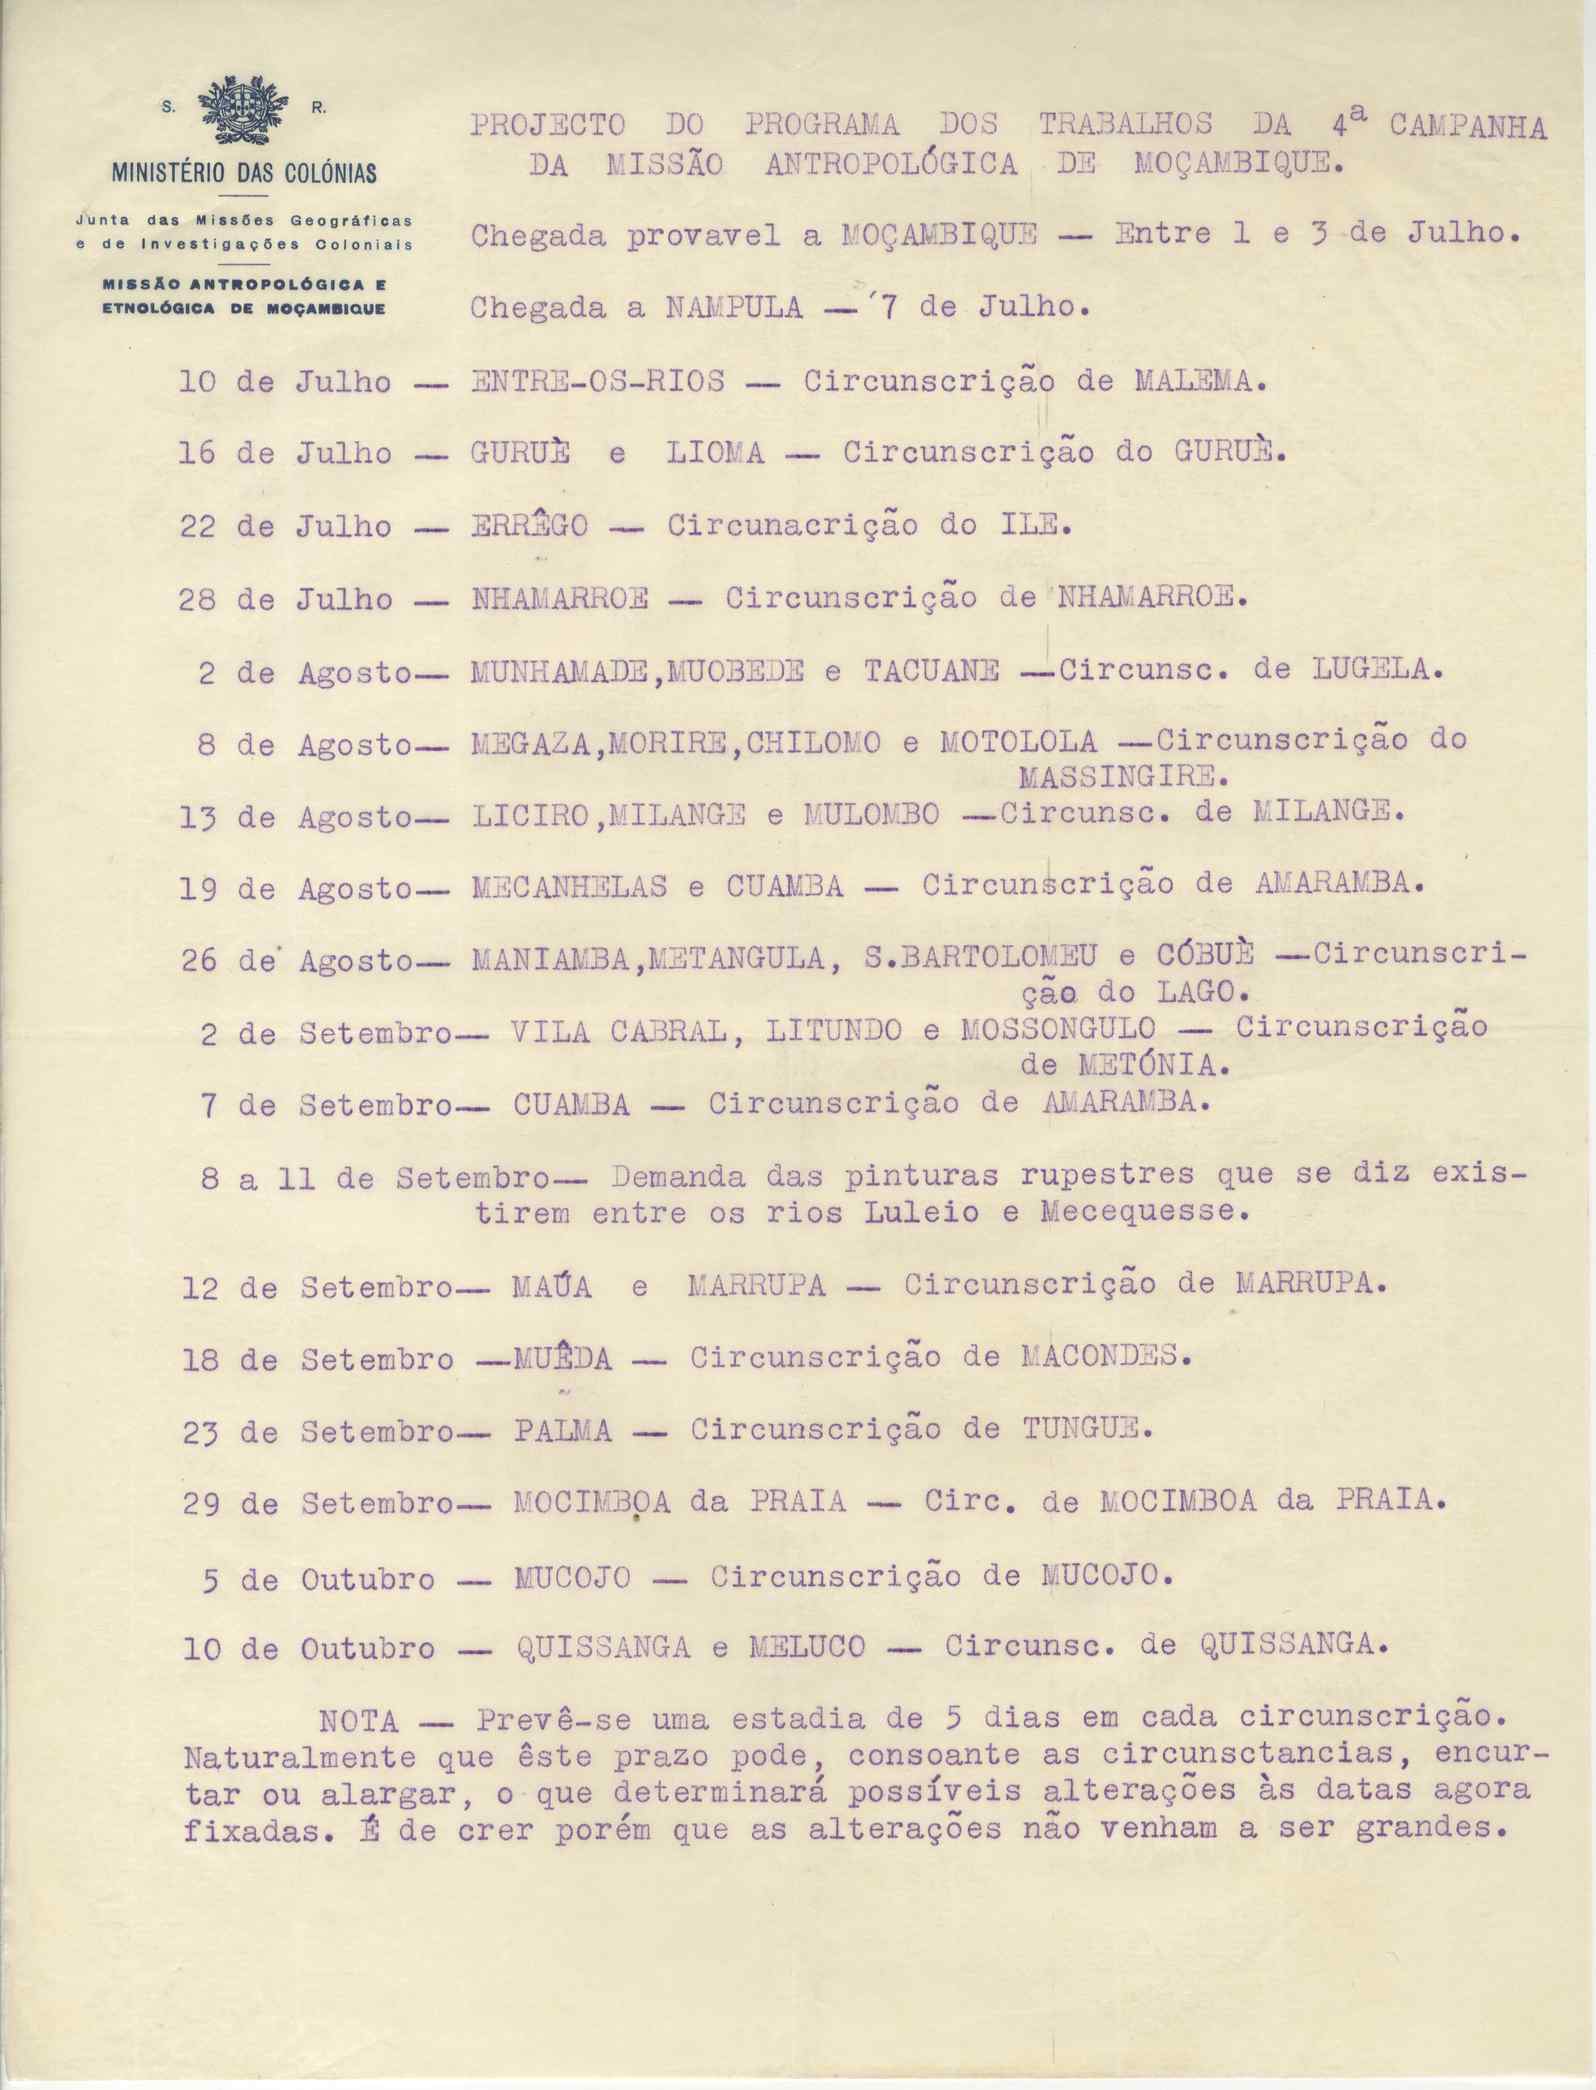 S. R.
MINISTÉRIO DAS COLÓNIAS
Junta das Missões Geográficas
e de Investigações Coloniais
MISSÃO ANTROPOLÓGICA E
ETNOLÓGICA DE MOÇAMBIQUE
PROJECTO DO PROGRAMA DOS TRABALHOS DA 4ª CAMPANHA
DA MISSÃO ANTROPOLÓGICA DE MOÇAMBIQUE.
Chegada provavel a MOÇAMBIQUE — Entre 1 e 3 de Julho.
Chegada a NAMPULA — 7 de Julho.
10 de Julho — ENTRE-OS-RIOS — Circunscrição de MALEMA.
16 de Julho — GURUÈ e LIOMA — Circunscrição do GURUÈ.
22 de Julho — ERRÊGO — Circunacrição do ILE.
28 de Julho — NHAMARROE — Circunscrição de NHAMARROE.
2 de Agosto— MUNHAMADE,MUOBEDE e TACUANE —Circunsc. de LUGELA.
8 de Agosto— MEGAZA,MORIRE,CHILOMO e MOTOLOLA —Circunscrição do
MASSINGIRE.
13 de Agosto— LICIRO,MILANGE e MULOMBO —Circunsc. de MILANGE.
19 de Agosto— MECANHELAS e CUAMBA — Circunscrição de AMARAMBA.
26 de Agosto— MANIAMBA,METANGULA, S.BARTOLOMEU e CÓBUÈ —Circunscri-
ção do LAGO.
2 de Setembro— VILA CABRAL, LITUNDO e MOSSONGULO — Circunscrição
de METÓNIA.
7 de Setembro— CUAMBA — Circunscrição de AMARAMBA.
8 a 11 de Setembro— Demanda das pinturas rupestres que se diz exis-
tirem entre os rios Luleio e Mecequesse.
12 de Setembro— MAÚA e MARRUPA — Circunscrição de MARRUPA.
18 de Setembro —MUÊDA — Circunscrição de MACONDES.
23 de Setembro— PALMA — Circunscrição de TUNGUE.
29 de Setembro— MOCIMBOA da PRAIA — Circ. de MOCIMBOA da PRAIA.
5 de Outubro — MUCOJO — Circunscrição de MUCOJO.
10 de Outubro — QUISSANGA e MELUCO — Circunsc. de QUISSANGA.
NOTA — Prevê-se uma estadia de 5 dias em cada circunscrição.
Naturalmente que êste prazo pode, consoante as circunsctancias, encur-
tar ou alargar, o que determinará possíveis alterações às datas agora
fixadas. É de crer porém que as alterações não venham a ser grandes.